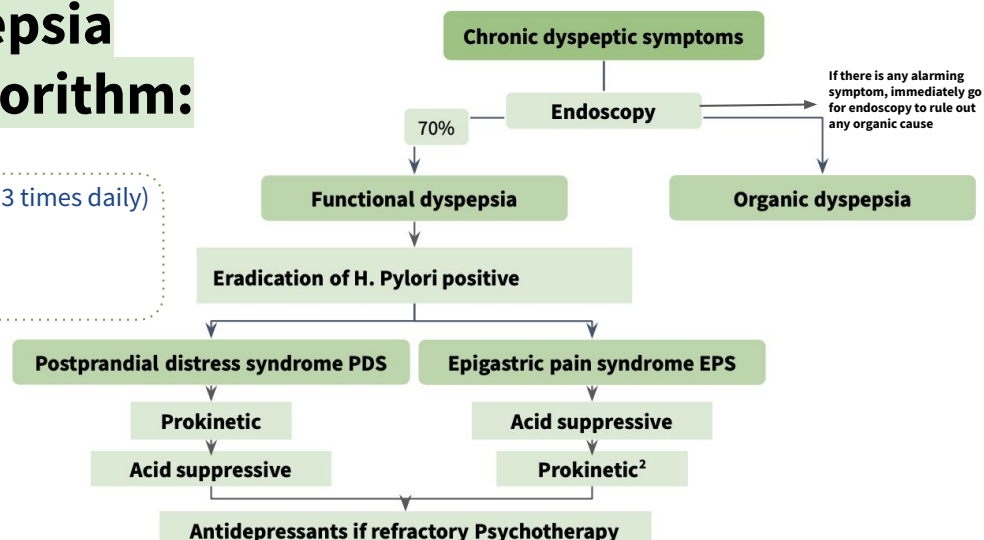 epsia
orithm:
3 times daily)
Chronic dyspeptic symptoms
Endoscopy
If there is any alarming
symptom, immediately go
for endoscopy to rule out
any organic cause
70%
Functional dyspepsia
Organic dyspepsia
Eradication of H. Pylori positive
Postprandial distress syndrome PDS
Epigastric pain syndrome EPS
Prokinetic
Acid suppressive
Acid suppressive
Prokinetic²
Antidepressants if refractory Psychotherapy